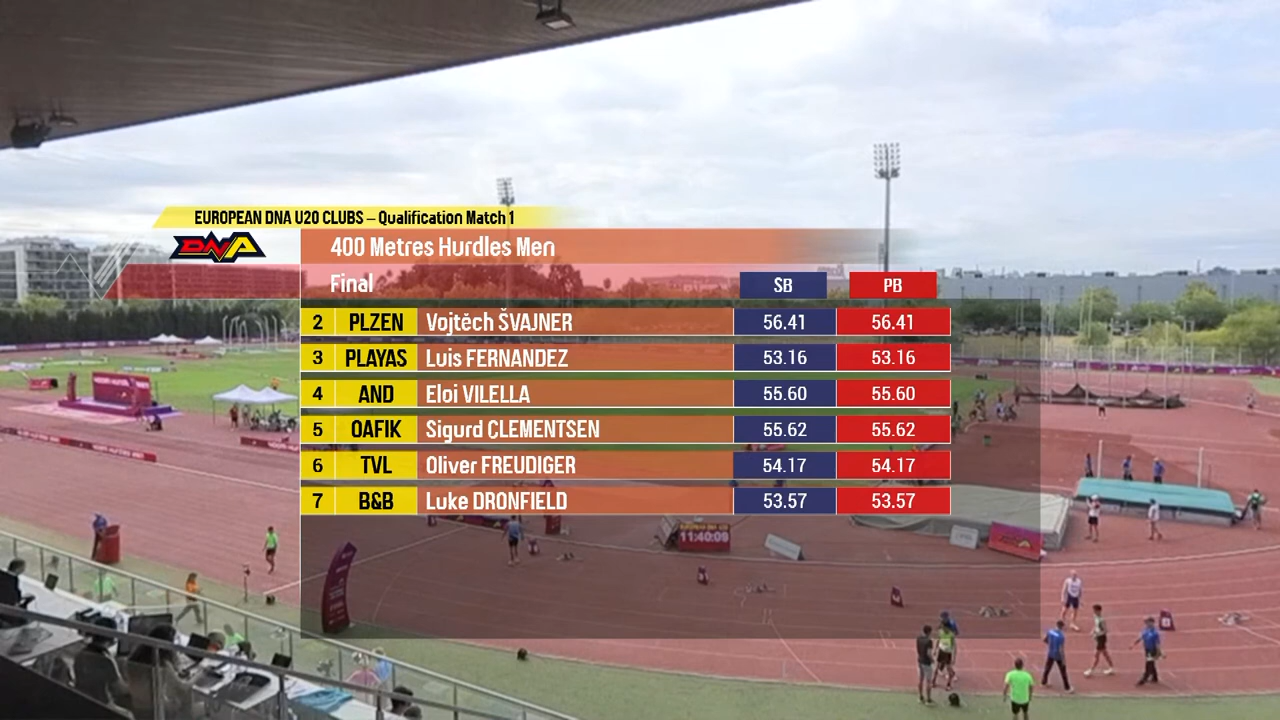 EUROPEAN DNA U20 CLUBS – Qualification Match 1
DNA
400 Metres Hurdles Men
Final SB PB
2 PLZEN Vojtěch ŠVAJNER 56.41 56.41
3 PLAYAS Luis FERNANDEZ 53.16 53.16
4 AND Eloi VILELLA 55.60 55.60
5 OAFIK Sigurd CLEMENTSEN 55.62 55.62
6 TVL Oliver FREUDIGER 54.17 54.17
7 B&B Luke DRONFIELD 53.57 53.57
11:40:09